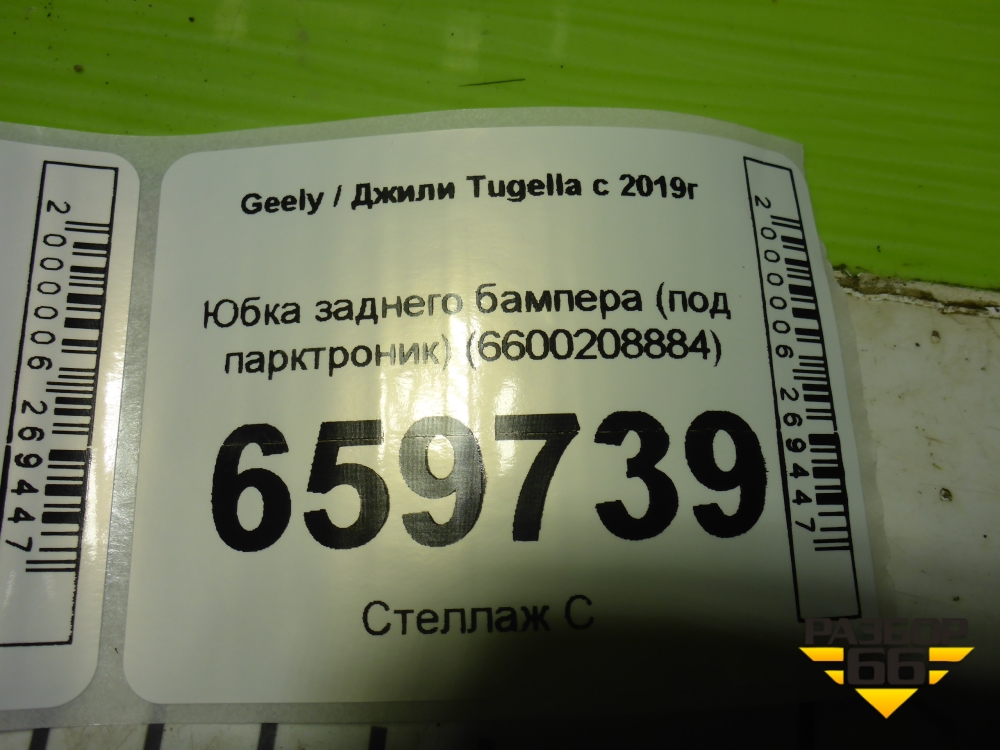 Geely / Джили Tugella с 2019г
Юбка заднего бампера (под
парктроник) (6600208884)
659739
Стеллаж С
2000006269447
2000006269447
РАЗБОР
66